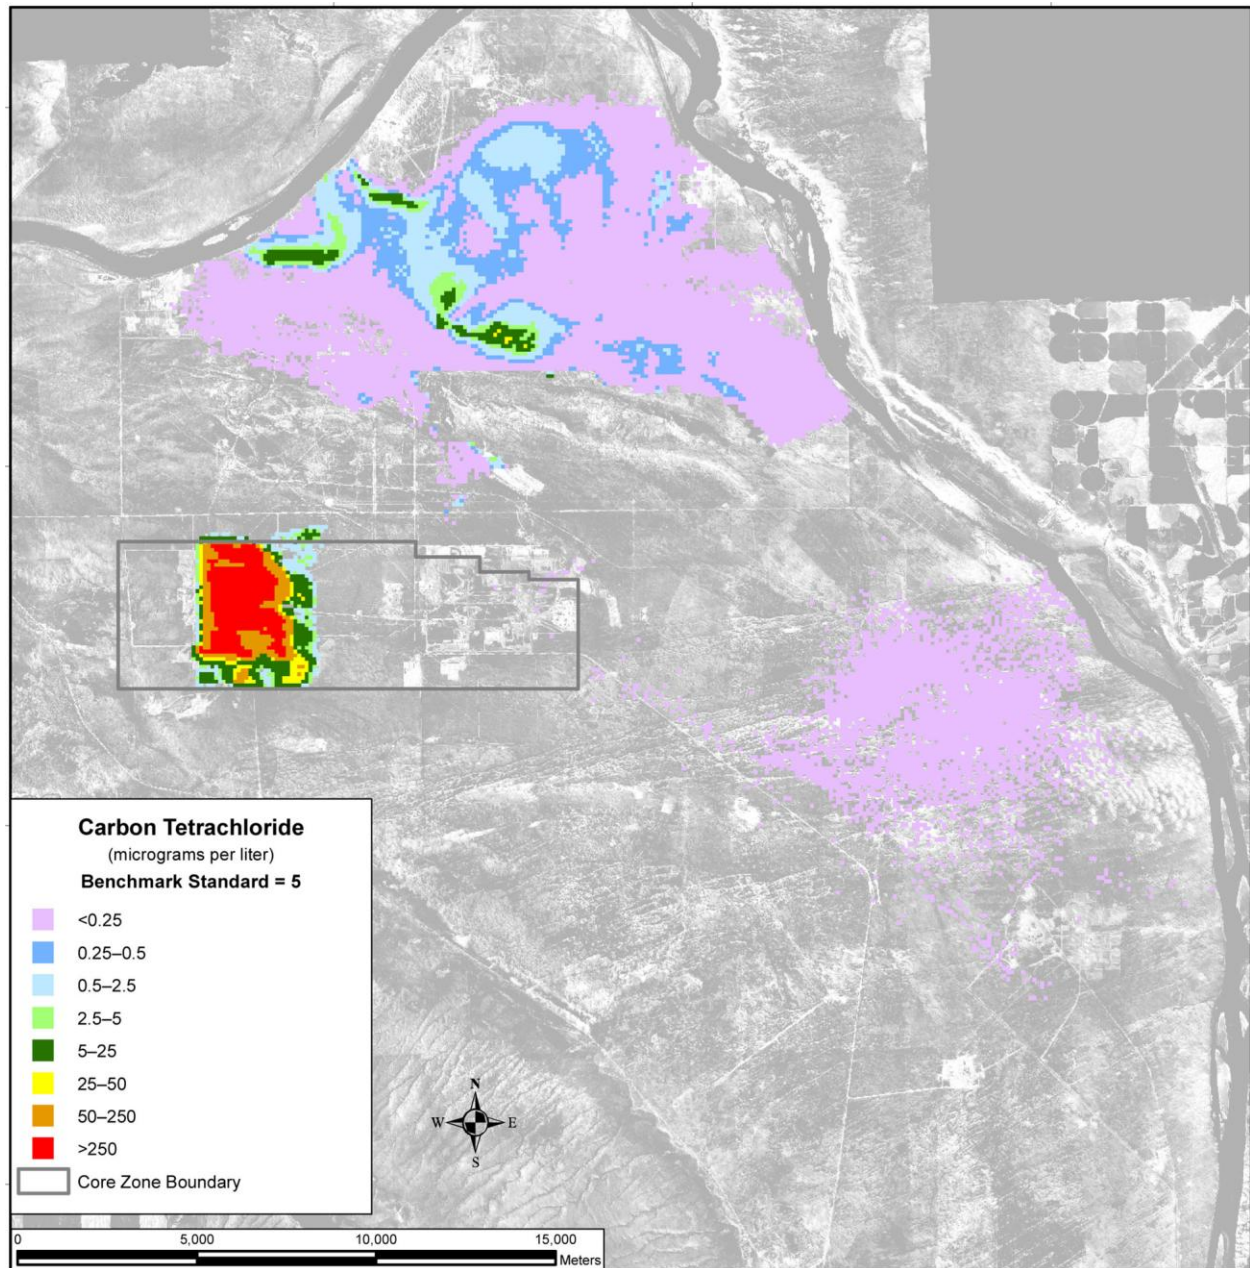 Carbon Tetrachloride
(micrograms per liter)
Benchmark Standard = 5
<0.25
0.25–0.5
0.5–2.5
2.5–5
5–25
25–50
50–250
>250
Core Zone Boundary
N
W E
S
0 5,000 10,000 15,000
Meters